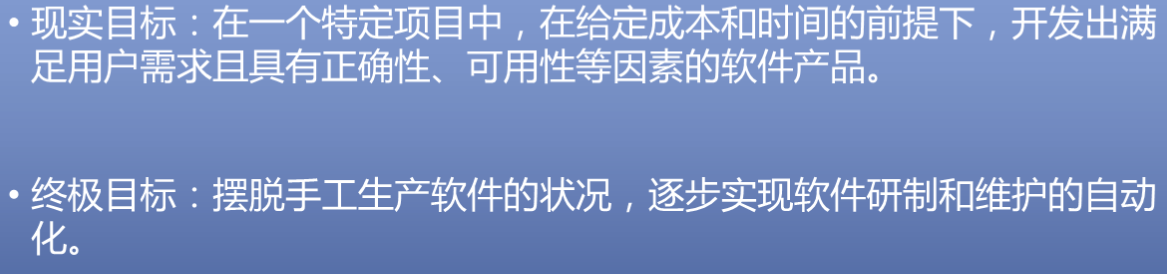 • 现实目标：在一个特定项目中，在给定成本和时间的前提下，开发出满
足用户需求且具有正确性、可用性等因素的软件产品。
• 终极目标：摆脱手工生产软件的状况，逐步实现软件研制和维护的自动
化。